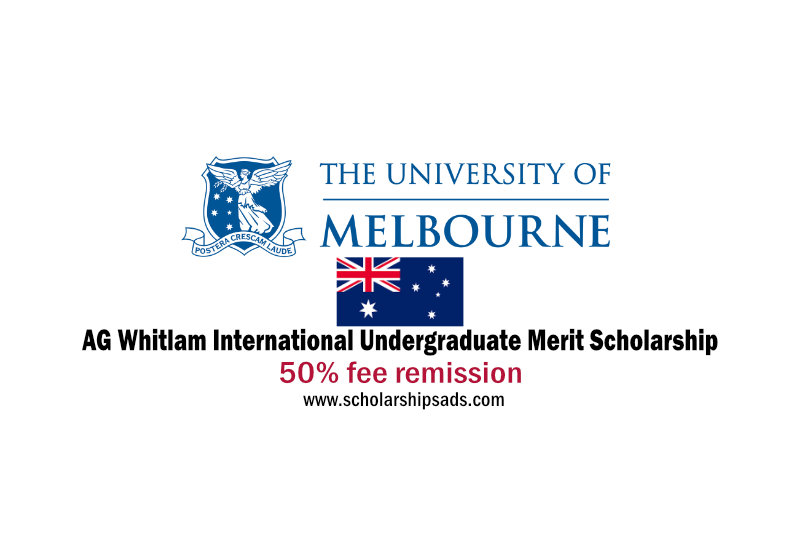 THE UNIVERSITY OF
MELBOURNE
POSTERA CRESCAM LAUDE
AG Whitlam International Undergraduate Merit Scholarship
50% fee remission
www.scholarshipsads.com